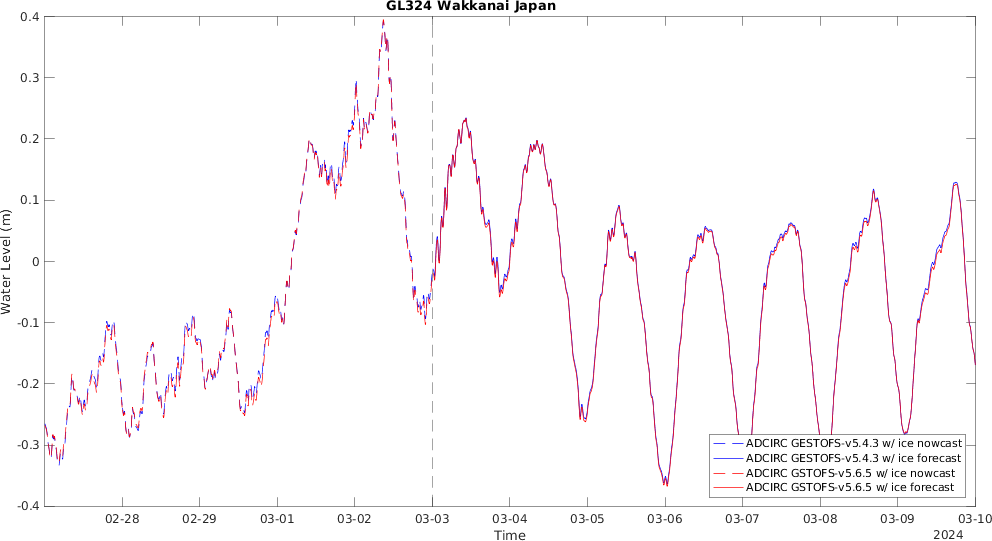 GL324 Wakkanai Japan
0.4
0.3
0.2
0.1
0
-0.1
-0.2
-0.3
-0.4
Water Level (m)
ADCIRC GESTOFS-v5.4.3 w/ ice nowcast
ADCIRC GESTOFS-v5.4.3 w/ ice forecast
ADCIRC GSTOFS-v5.6.5 w/ ice nowcast
ADCIRC GSTOFS-v5.6.5 w/ ice forecast
02-28 02-29 03-01 03-02 03-03 03-04 03-05 03-06 03-07 03-08 03-09 03-10
Time
2024